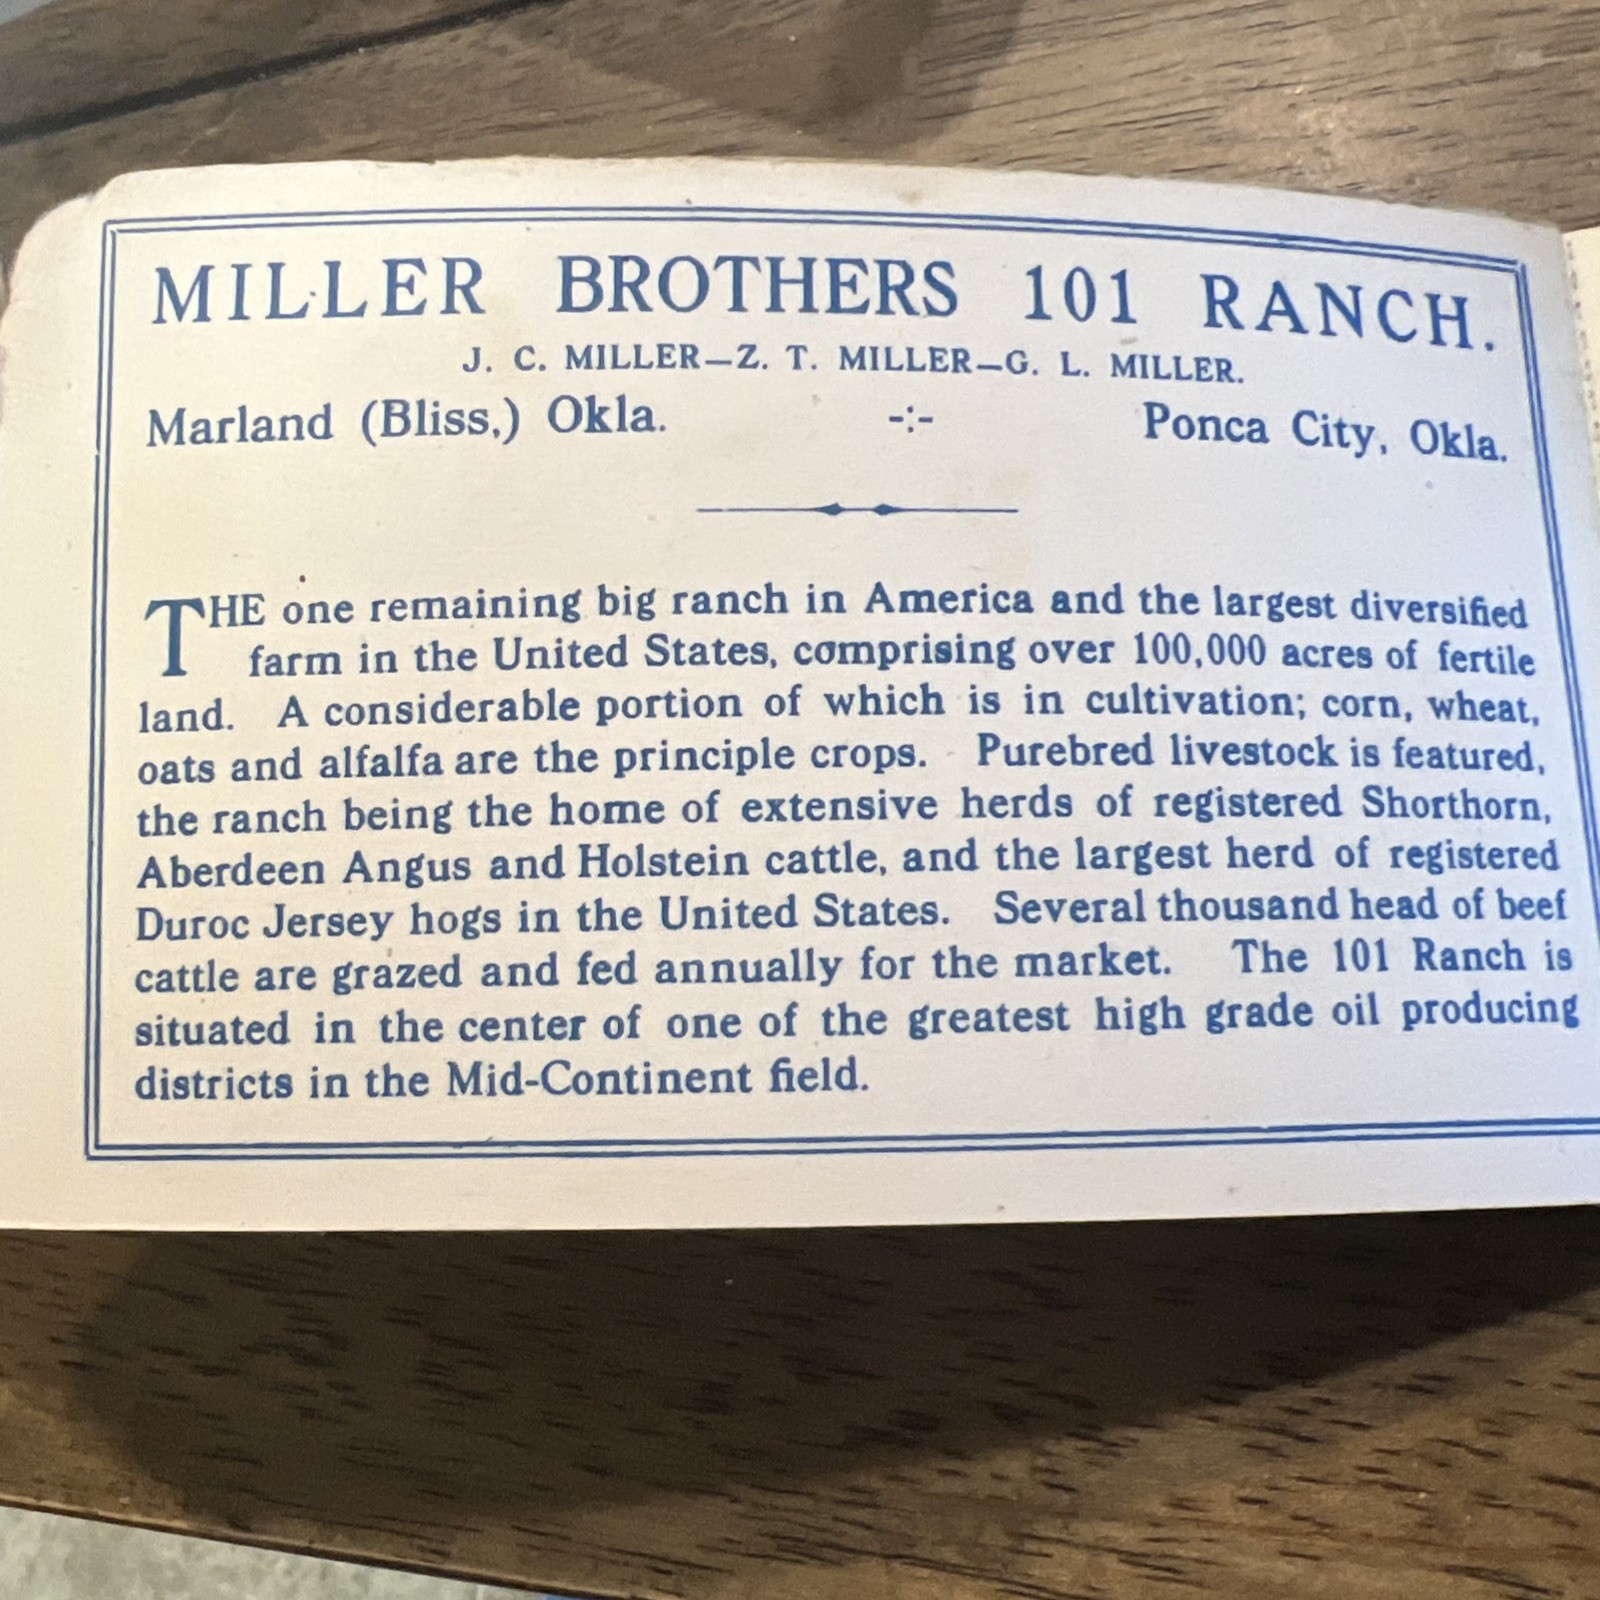 MILLER BROTHERS 101 RANCH.
J. C. MILLER—Z. T. MILLER—G. L. MILLER.
Marland (Bliss,) Okla. -:- Ponca City, Okla.
THE one remaining big ranch in America and the largest diversified
farm in the United States, comprising over 100,000 acres of fertile
land. A considerable portion of which is in cultivation; corn, wheat,
oats and alfalfa are the principle crops. Purebred livestock is featured,
the ranch being the home of extensive herds of registered Shorthorn,
Aberdeen Angus and Holstein cattle, and the largest herd of registered
Duroc Jersey hogs in the United States. Several thousand head of beef
cattle are grazed and fed annually for the market. The 101 Ranch is
situated in the center of one of the greatest high grade oil producing
districts in the Mid-Continent field.